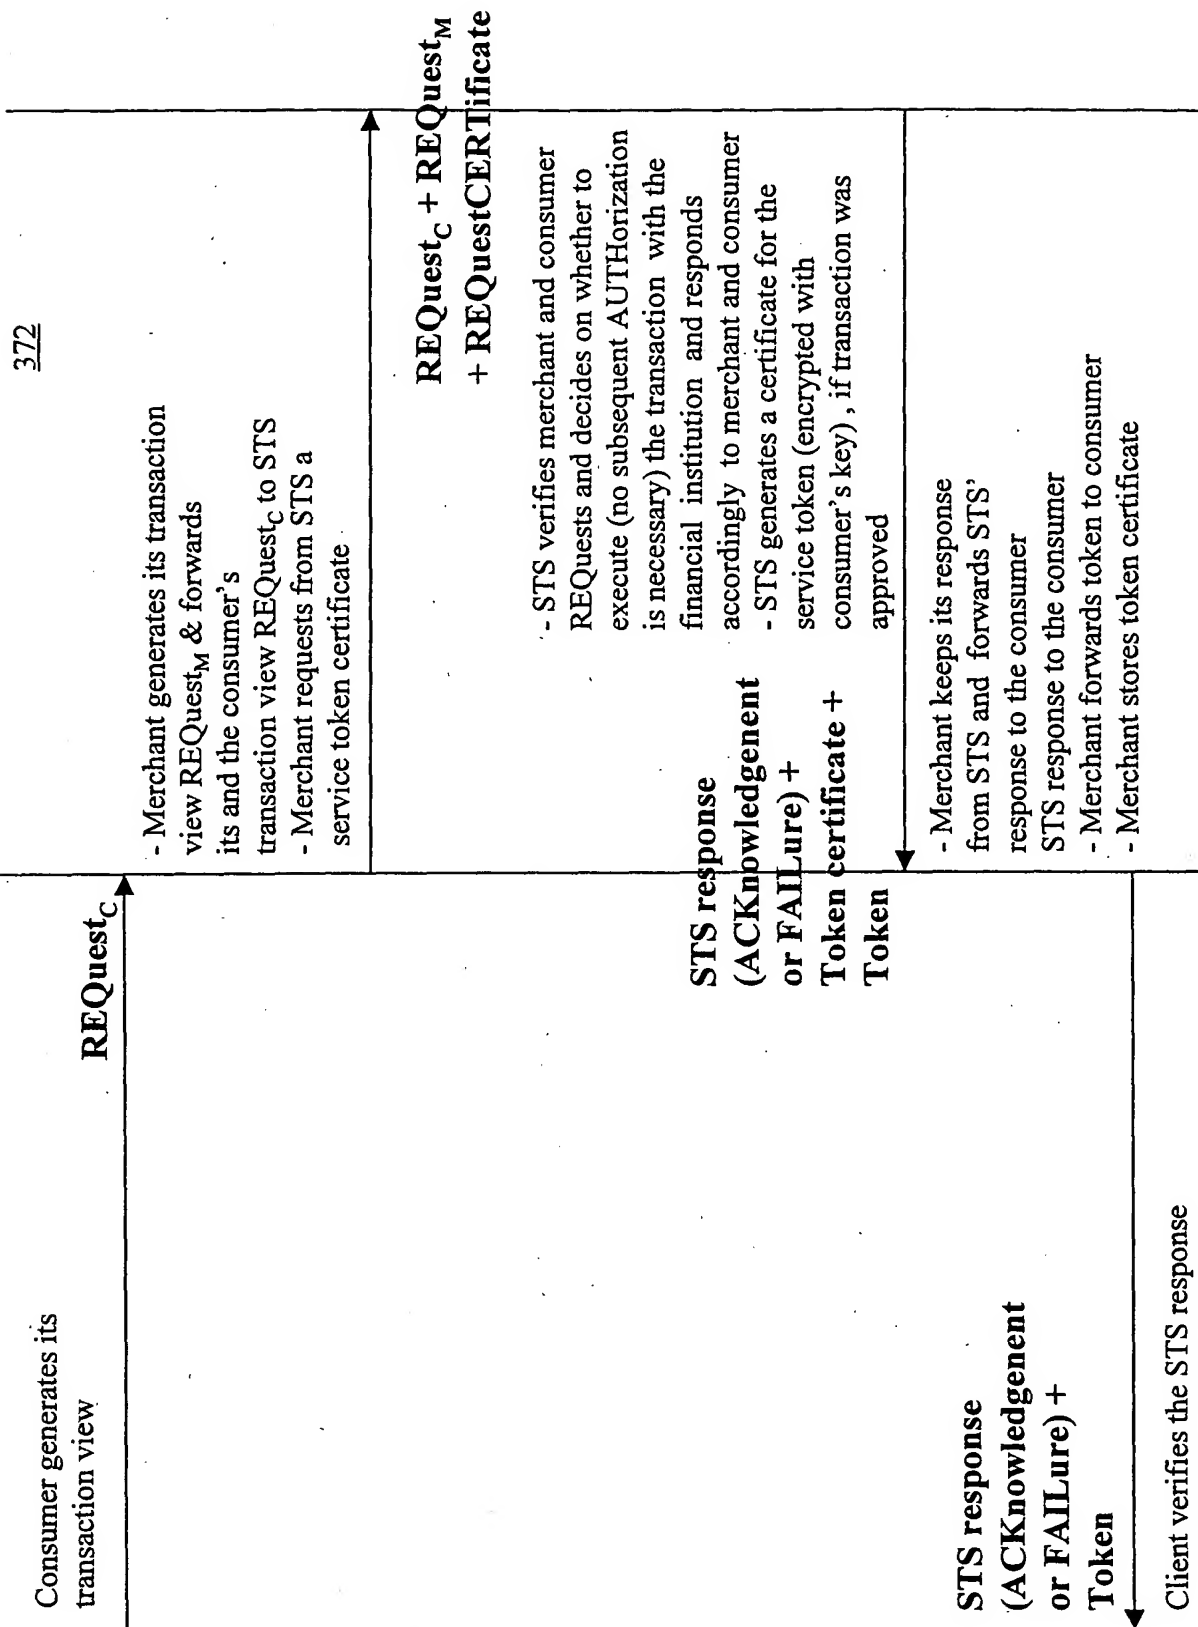 372
Consumer generates its
transaction view
REQuest_C
- Merchant generates its transaction
view REQuest_M & forwards
its and the consumer's
transaction view REQuest_C to STS
- Merchant requests from STS a
service token certificate
REQuest_C + REQuest_M
+ REQuestCERTificate
- STS verifies merchant and consumer
REQuests and decides on whether to
execute (no subsequent AUTHorization
is necessary) the transaction with the
financial institution and responds
accordingly to merchant and consumer
- STS generates a certificate for the
service token (encrypted with
consumer's key) , if transaction was
approved
STS response
(ACKnowledgenent
or FAILure) +
Token certificate +
Token
- Merchant keeps its response
from STS and forwards STS'
response to the consumer
STS response to the consumer
- Merchant forwards token to consumer
- Merchant stores token certificate
STS response
(ACKnowledgenent
or FAILure) +
Token
Client verifies the STS response